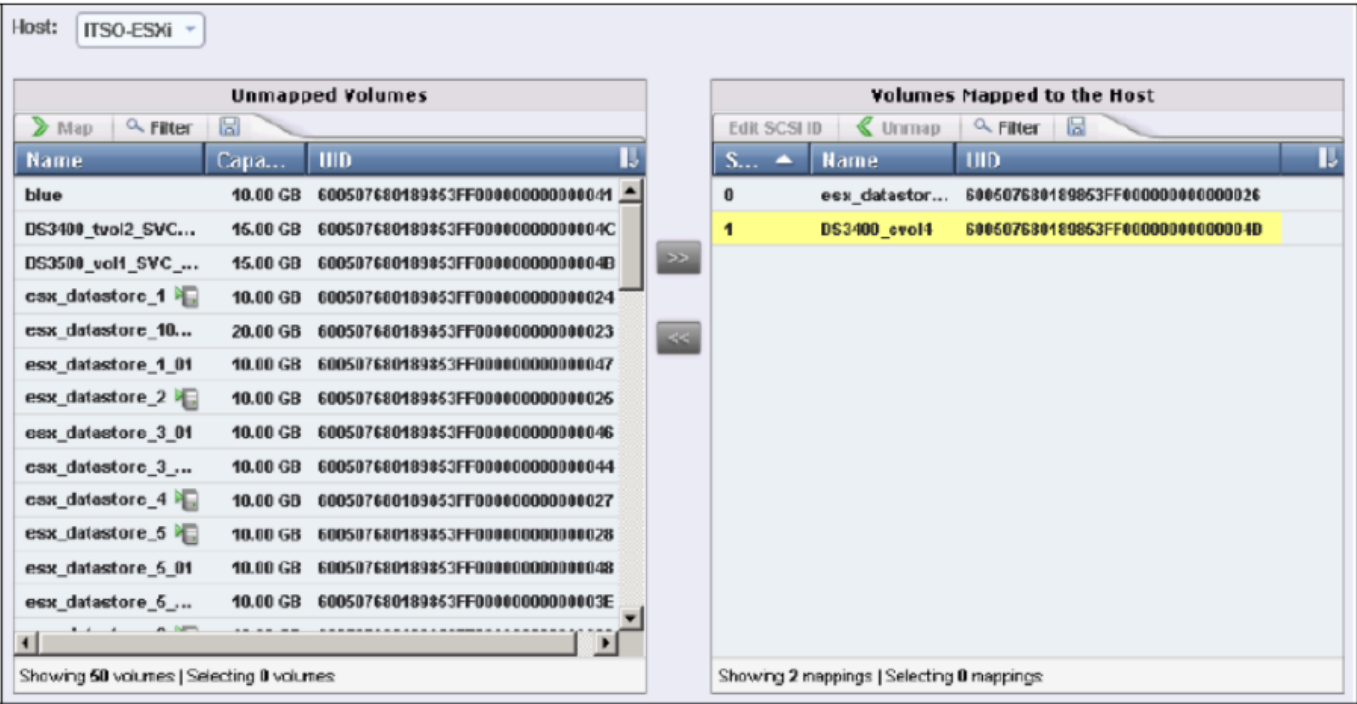 Host: ITSO-ESXi
Unmapped Volumes
Map Filter
Name Capa... UID
blue 10.00 GB 600507680189853FF000000000000041
DS3400_tvol2_SVC... 15.00 GB 600507680189853FF00000000000004C
DS3500_vol1_SVC_... 15.00 GB 600507680189853FF00000000000004B
esx_datastore_1 10.00 GB 600507680189853FF000000000000024
esx_datastore_10... 20.00 GB 600507680189853FF000000000000023
esx_datastore_1_01 10.00 GB 600507680189853FF000000000000047
esx_datastore_2 10.00 GB 600507680189853FF000000000000025
esx_datastore_3_01 10.00 GB 600507680189853FF000000000000046
esx_datastore_3_... 10.00 GB 600507680189853FF000000000000044
esx_datastore_4 10.00 GB 600507680189853FF000000000000027
esx_datastore_5 10.00 GB 600507680189853FF000000000000028
esx_datastore_5_01 10.00 GB 600507680189853FF000000000000048
esx_datastore_5_... 10.00 GB 600507680189853FF00000000000003E
Showing 50 volumes | Selecting 0 volumes
>>
<<
Volumes Mapped to the Host
Edit SCSI ID Unmap Filter
S... Name UID
0 esx_datastor... 600507680189853FF000000000000026
1 DS3400_evol4 600507680189853FF00000000000004D
Showing 2 mappings | Selecting 0 mappings